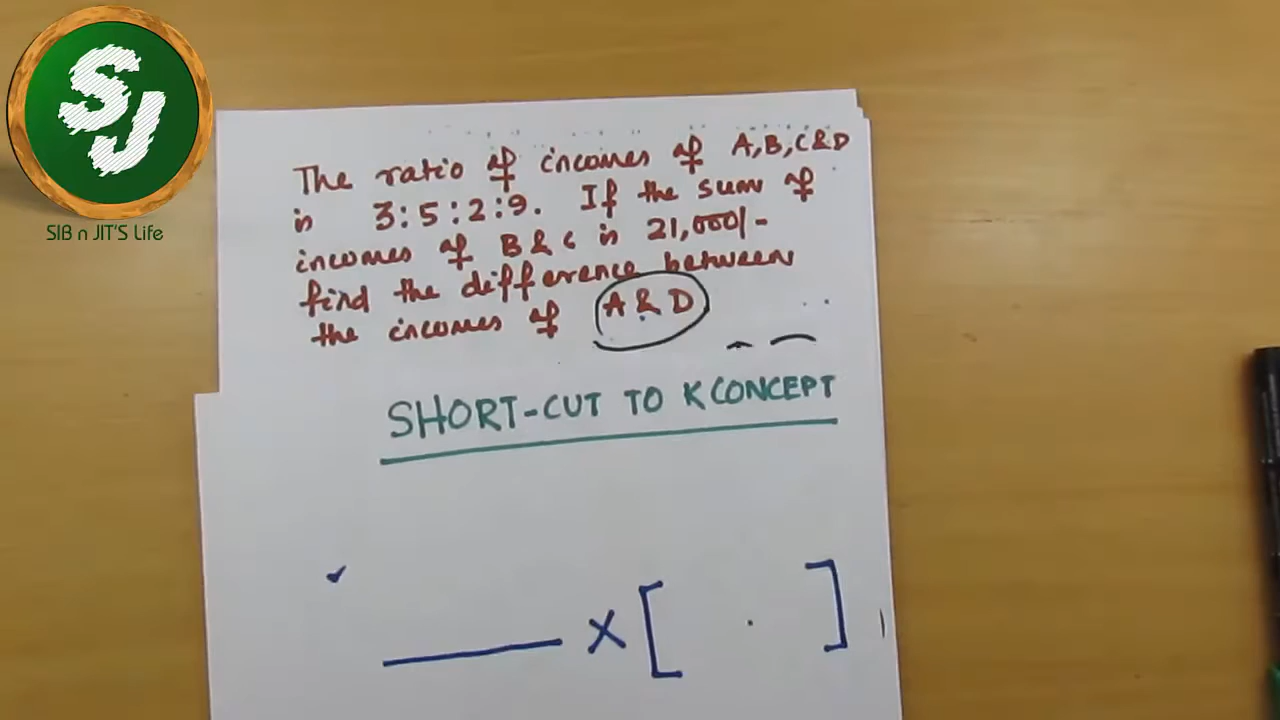 SJ
SIB n JIT'S Life
The ratio of incomes of A,B,C&D
is 3:5:2:9. If the sum of
incomes of B & C is 21,000/-
find the difference between
the incomes of A & D
SHORT-CUT TO K CONCEPT
× [ ]